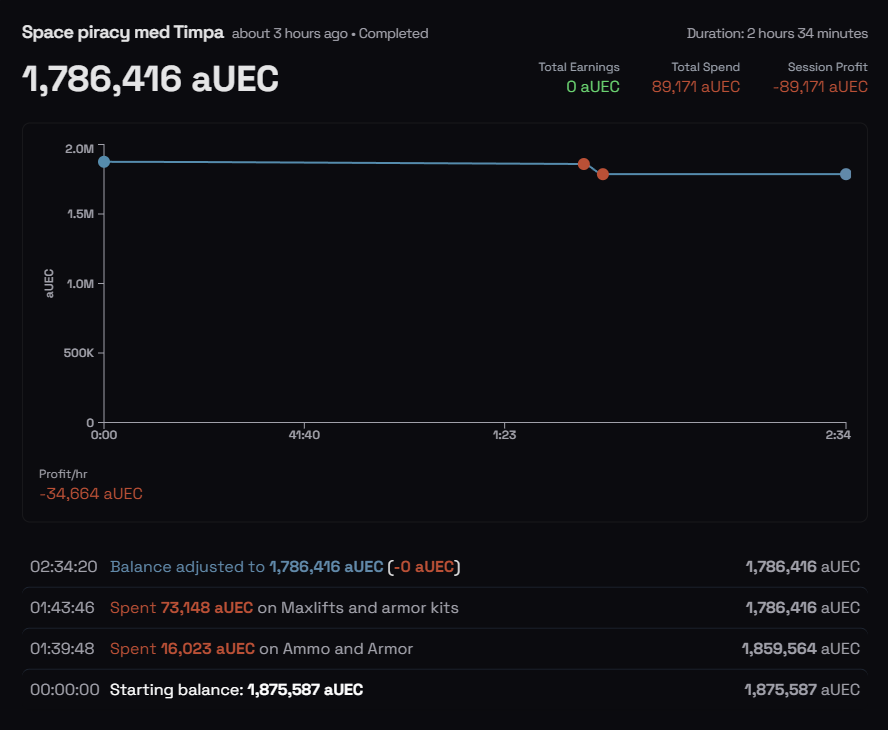 Space piracy med Timpa about 3 hours ago • Completed Duration: 2 hours 34 minutes
1,786,416 aUEC
Total Earnings Total Spend Session Profit
0 aUEC 89,171 aUEC -89,171 aUEC
2.0M
1.5M
1.0M
500K
0
aUEC
0:00 41:40 1:23 2:34
Profit/hr
-34,664 aUEC
02:34:20 Balance adjusted to 1,786,416 aUEC (-0 aUEC) 1,786,416 aUEC
01:43:46 Spent 73,148 aUEC on Maxlifts and armor kits 1,786,416 aUEC
01:39:48 Spent 16,023 aUEC on Ammo and Armor 1,859,564 aUEC
00:00:00 Starting balance: 1,875,587 aUEC 1,875,587 aUEC